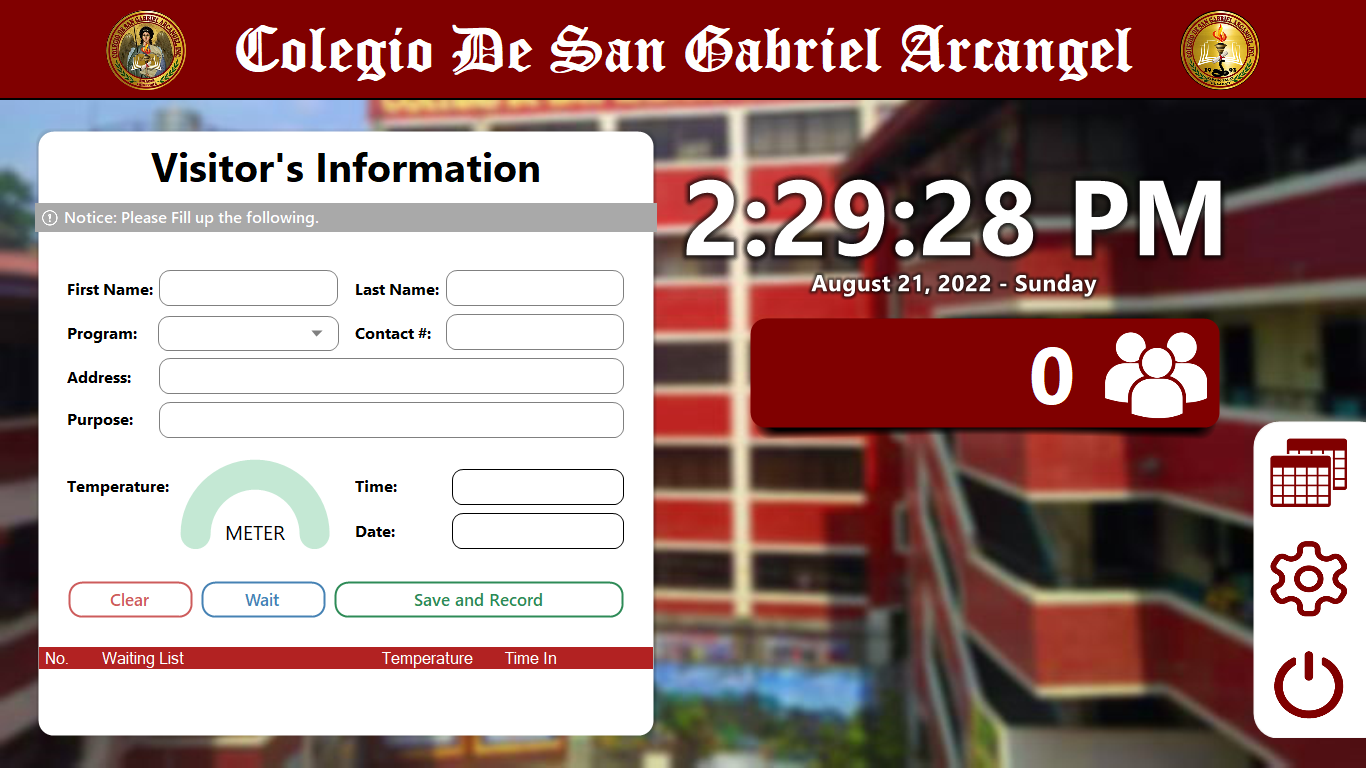 Colegio De San Gabriel Arcangel
Visitor's Information
Notice: Please Fill up the following.
First Name:
Last Name:
Program:
Contact #:
Address:
Purpose:
Temperature:
METER
Time:
Date:
Clear
Wait
Save and Record
No.
Waiting List
Temperature
Time In
2:29:28 PM
August 21, 2022 - Sunday
0